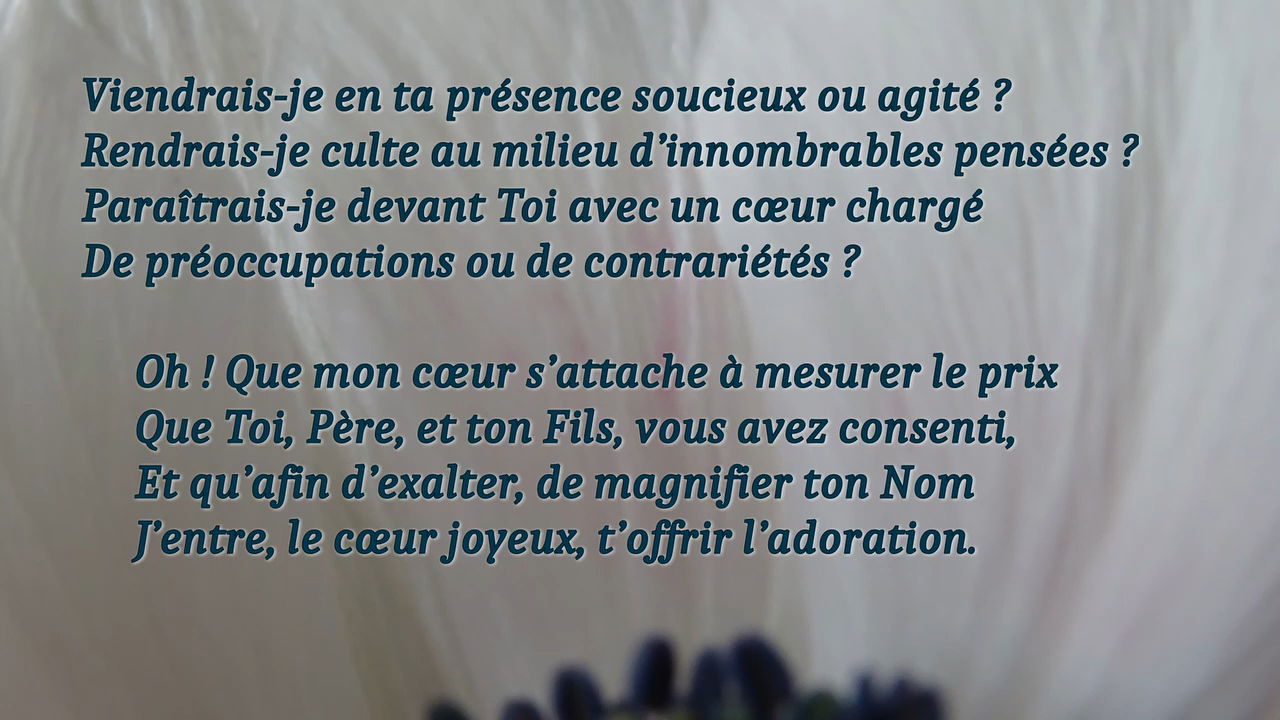 Viendrais-je en ta présence soucieux ou agité ?
Rendrais-je culte au milieu d’innombrables pensées ?
Paraîtrais-je devant Toi avec un cœur chargé
De préoccupations ou de contrariétés ?
Oh ! Que mon cœur s’attache à mesurer le prix
Que Toi, Père, et ton Fils, vous avez consenti,
Et qu’afin d’exalter, de magnifier ton Nom
J’entre, le cœur joyeux, t’offrir l’adoration.